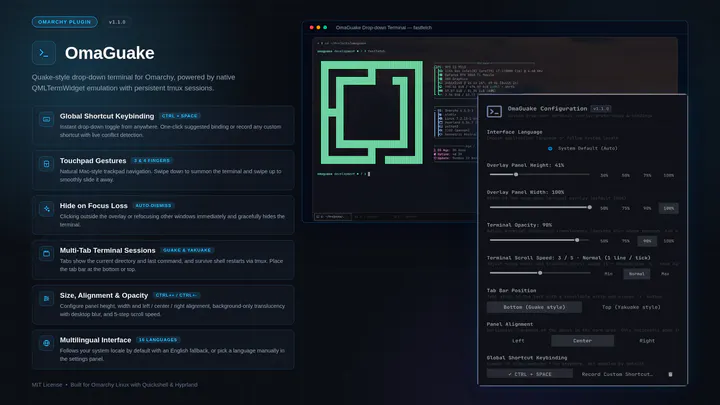 OMARCHY PLUGIN
v1.1.0
OmaGuake
Quake-style drop-down terminal for Omarchy, powered by native
QMLTermWidget emulation with persistent tmux sessions.
Global Shortcut Keybinding
CTRL + SPACE
Instant drop-down toggle from anywhere. One-click suggested binding or record any
custom shortcut with live conflict detection.
Touchpad Gestures
3 & 4 FINGERS
Natural Mac-style trackpad navigation. Swipe down to summon the terminal and swipe up to
smoothly slide it away.
Hide on Focus Loss
AUTO-DISMISS
Clicking outside the overlay or refocusing other windows immediately and gracefully hides the
terminal.
Multi-Tab Terminal Sessions
GUAKE & YAKUAKE
Tabs show the current directory and last command, and survive shell restarts via tmux. Place
the tab bar at the bottom or top.
Size, Alignment & Opacity
CTRL++ / CTRL+-
Configure panel height, width and left / center / right alignment, background-only translucency
with desktop blur, and 5-step scroll speed.
Multilingual Interface
16 LANGUAGES
Follows your system locale by default with an English fallback, or pick a language manually in
the settings panel.
MIT License • Built for Omarchy Linux with Quickshell & Hyprland
OmaGuake Drop-down Terminal — fastfetch
OmaGuake Configuration
v1.1.0
Interface Language
System Default (Auto)
Overlay Panel Height: 41%
30% 50% 75% 100%
Overlay Panel Width: 100%
50% 75% 90% 100%
Terminal Opacity: 90%
50% 75% 90% 100%
Terminal Scroll Speed: 3 / 5 - Normal (1 line / tick)
Min Normal Max
Tab Bar Position
Bottom (Guake style)
Top (Yakuake style)
Panel Alignment
Left Center Right
Global Shortcut Keybinding
✓ CTRL + SPACE
Record Custom Shortcut…